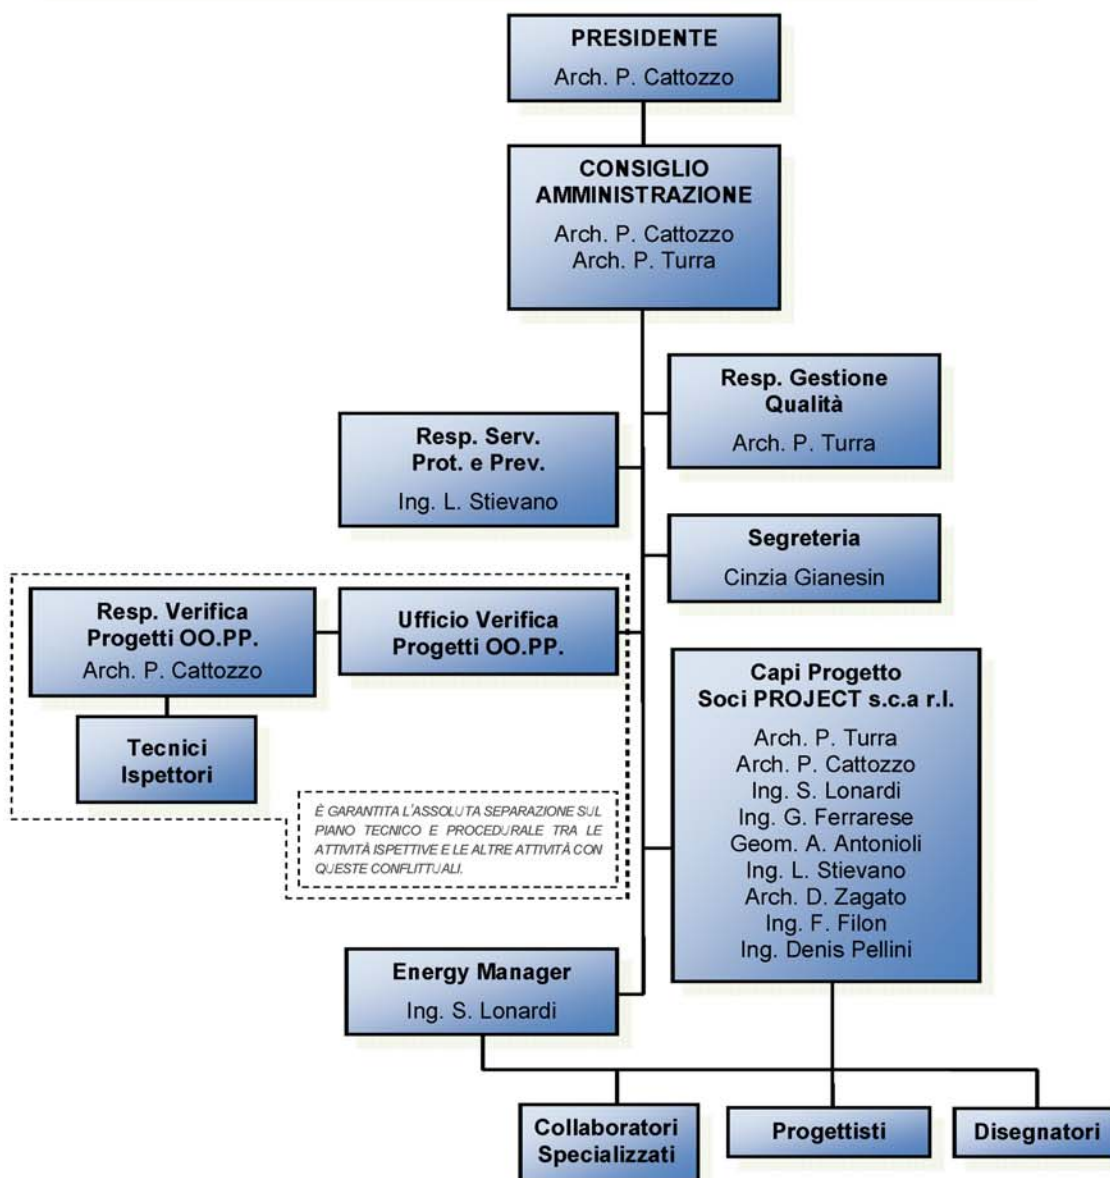 PRESIDENTE
Arch. P. Cattozzo
CONSIGLIO
AMMINISTRAZIONE
Arch. P. Cattozzo
Arch. P. Turra
Resp. Gestione
Qualità
Arch. P. Turra
Resp. Serv.
Prot. e Prev.
Ing. L. Stievano
Segreteria
Cinzia Gianesin
Resp. Verifica
Progetti OO.PP.
Arch. P. Cattozzo
Ufficio Verifica
Progetti OO.PP.
Tecnici
Ispettori
È GARANTITA L'ASSOLUTA SEPARAZIONE SUL
PIANO TECNICO E PROCEDURALE TRA LE
ATTIVITÀ ISPETTIVE E LE ALTRE ATTIVITÀ CON
QUESTE CONFLITTUALI.
Capi Progetto
Soci PROJECT s.c.a r.l.
Arch. P. Turra
Arch. P. Cattozzo
Ing. S. Lonardi
Ing. G. Ferrarese
Geom. A. Antonioli
Ing. L. Stievano
Arch. D. Zagato
Ing. F. Filon
Ing. Denis Pellini
Energy Manager
Ing. S. Lonardi
Collaboratori
Specializzati
Progettisti
Disegnatori